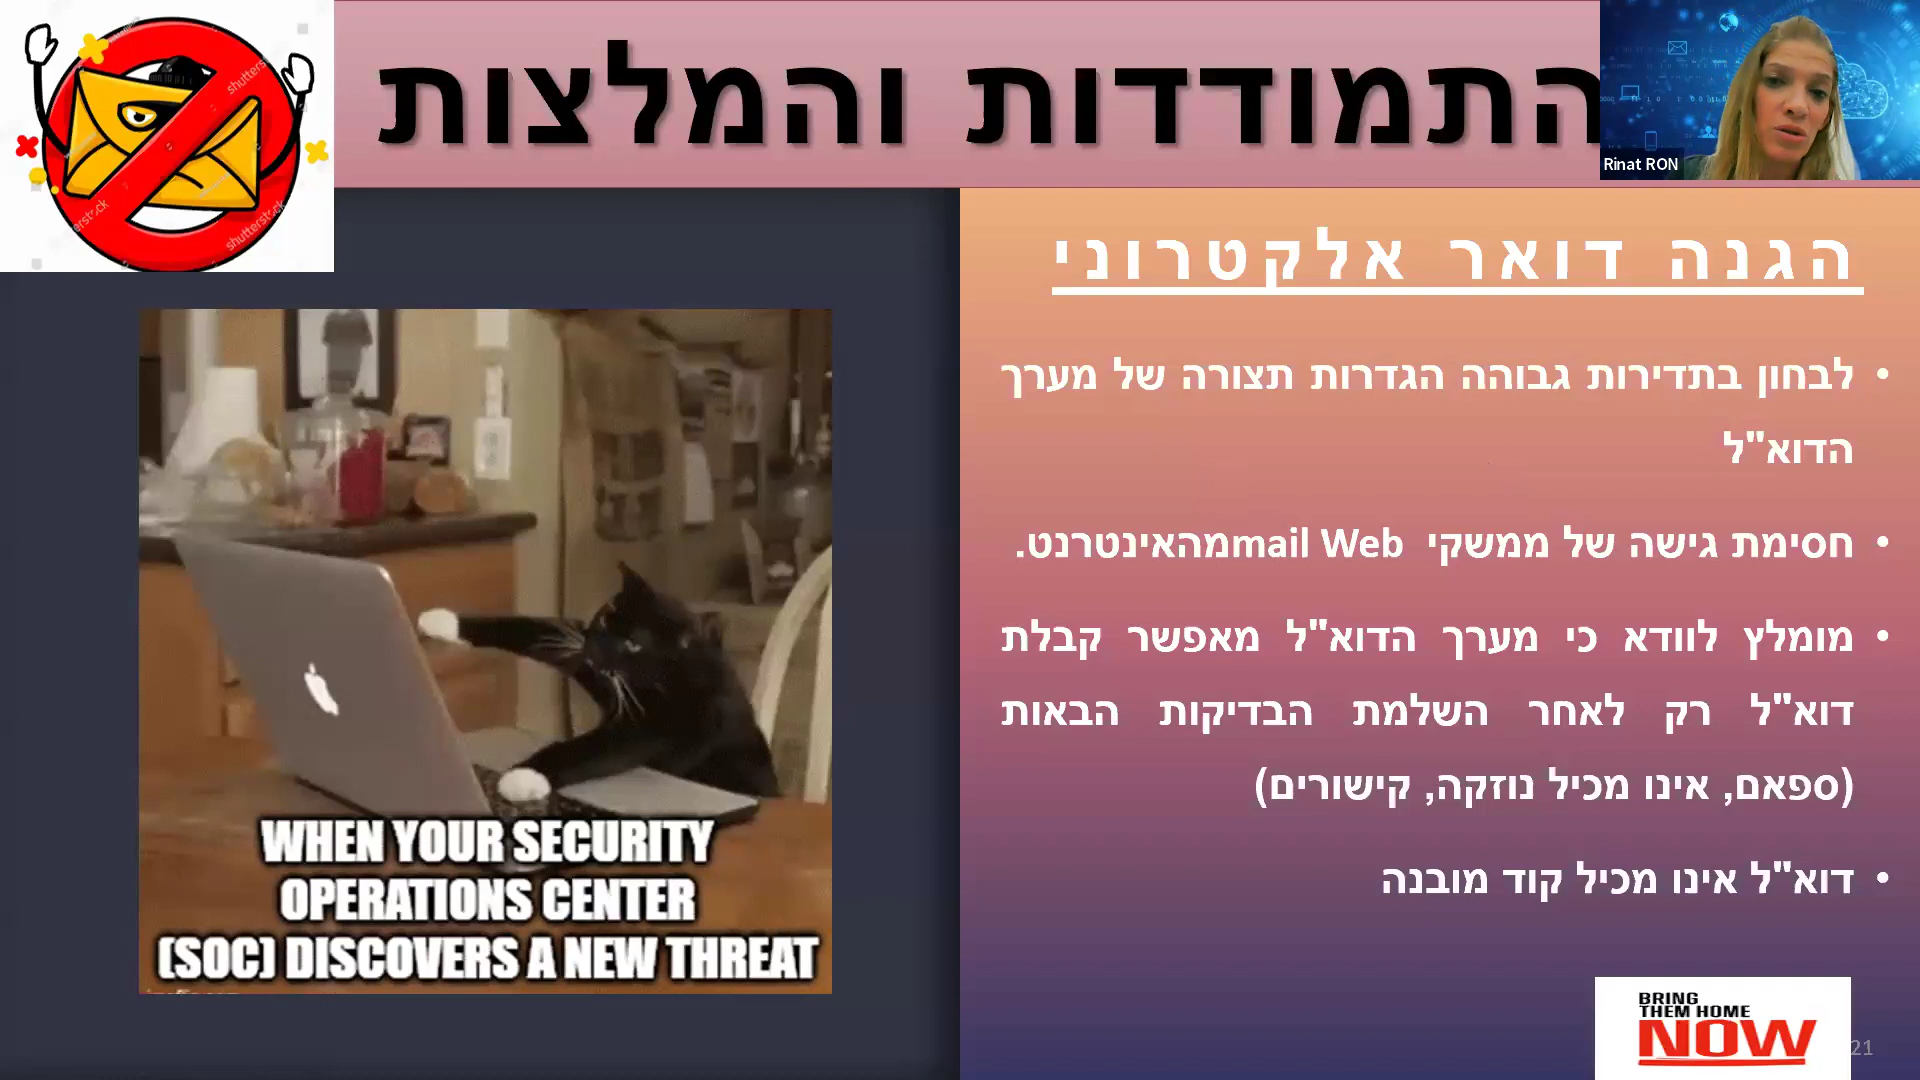 התמודדות והמלצות
Rinat RON
shutterstock
shutterstock
הגנה דואר אלקטרוני
• לבחון בתדירות גבוהה הגדרות תצורה של מערך
הדוא"ל
• חסימת גישה של ממשקי mail Webמהאינטרנט.
• מומלץ לוודא כי מערך הדוא"ל מאפשר קבלת
דוא"ל רק לאחר השלמת הבדיקות הבאות
(ספאם, אינו מכיל נוזקה, קישורים)
• דוא"ל אינו מכיל קוד מובנה
WHEN YOUR SECURITY
OPERATIONS CENTER
(SOC) DISCOVERS A NEW THREAT
BRING
THEM HOME
NOW
21